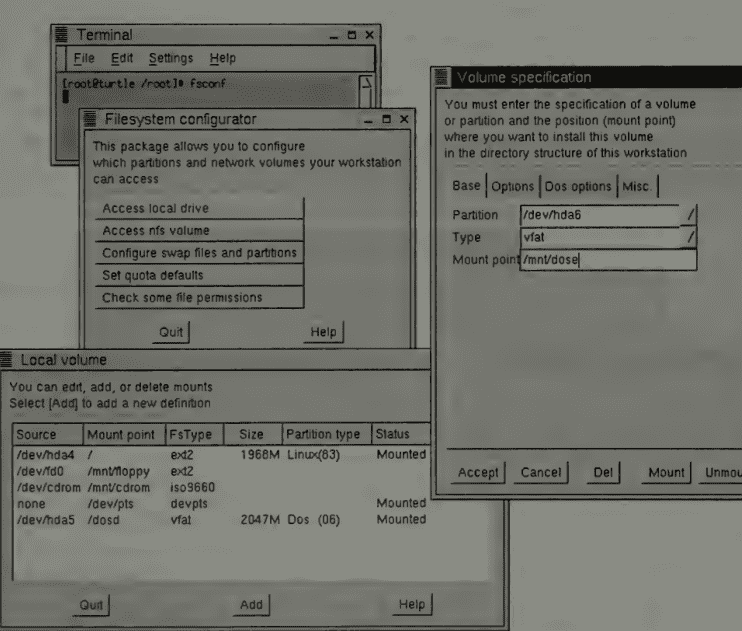 Terminal
File Edit Settings Help
[root@turtle /root]# fsconf
Filesystem configurator
This package allows you to configure
which partitions and network volumes your workstation
can access
Access local drive
Access nfs volume
Configure swap files and partitions
Set quota defaults
Check some file permissions
Quit Help
Volume specification
You must enter the specification of a volume
or partition and the position (mount point)
where you want to install this volume
in the directory structure of this workstation
Base Options Dos options Misc.
Partition /dev/hda6
Type vfat
Mount point /mnt/dose
Accept Cancel Del Mount Unmou
Local volume
You can edit, add, or delete mounts
Select [Add] to add a new definition
Source Mount point FsType Size Partition type Status
/dev/hda4 / ext2 1968M Linux(83) Mounted
/dev/fd0 /mnt/floppy ext2
/dev/cdrom /mnt/cdrom iso9660
none /dev/pts devpts Mounted
/dev/hda5 /dosd vfat 2047M Dos (06) Mounted
Quit Add Help